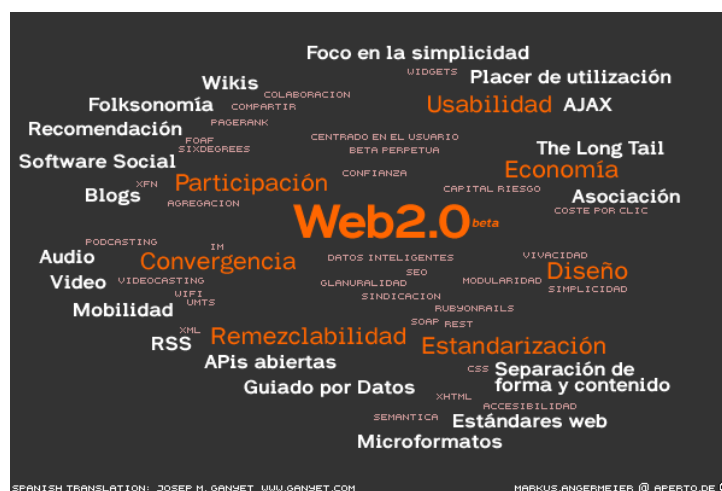 Foco en la simplicidad
WIDGETS
Placer de utilización
Wikis
COLABORACION
Folksonomía
COMPARTIR
Usabilidad
AJAX
Recomendación
PAGERANK
CENTRADO EN EL USUARIO
FOAF
SIXDEGREES
BETA PERPETUA
The Long Tail
Software Social
Economía
XFN
Participación
CONFIANZA
CAPITAL RIESGO
Blogs
Asociación
AGREGACION
COSTE POR CLIC
Web2.0 beta
PODCASTING
IM
Audio
Convergencia
DATOS INTELIGENTES
VIVACIDAD
SEO
Diseño
Video
VIDEOCASTING
GLANURALIDAD
MODULARIDAD
SIMPLICIDAD
WIFI
SINDICACION
Mobilidad
UMTS
RUBYONRAILS
SOAP
REST
XML
RSS
Remezclabilidad
Estandarización
APis abiertas
CSS
Separación de
forma y contenido
Guiado por Datos
XHTML
ACCESIBILIDAD
SEMANTICA
Estándares web
Microformatos
SPANISH TRANSLATION: JOSEP M. GANYET WWW.GANYET.COM
MARKUS ANGERMEIER @ APERTO.DE